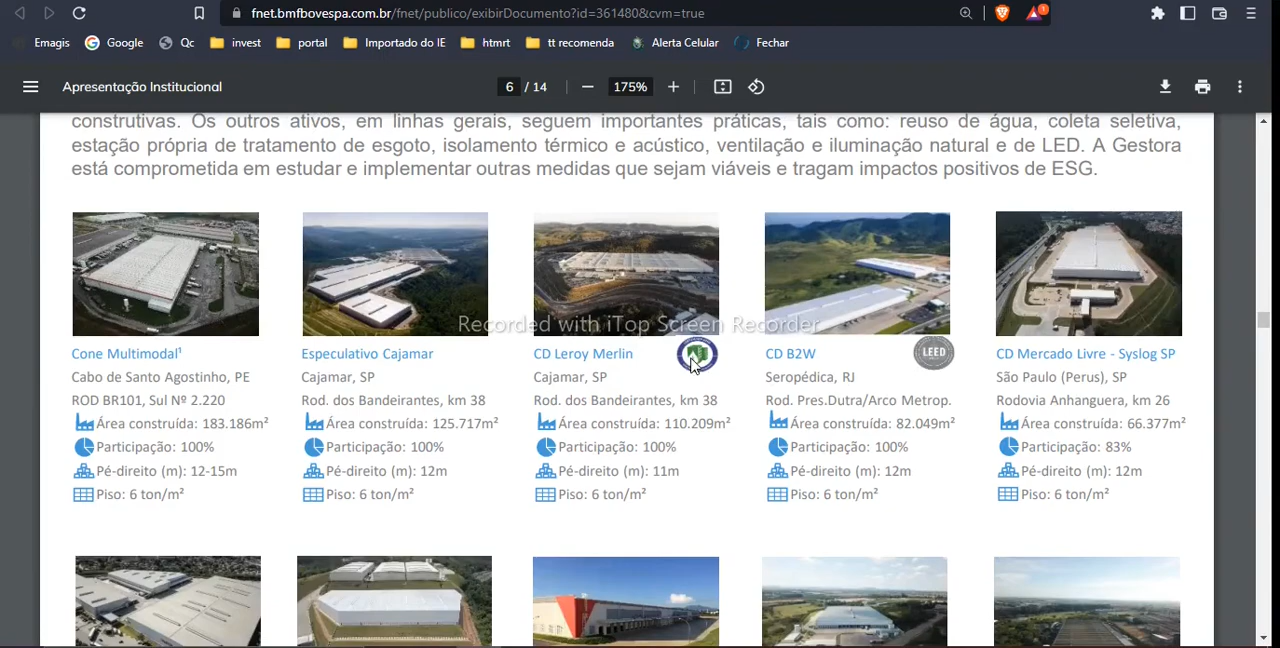 fnet.bmfbovespa.com.br/fnet/publico/exibirDocumento?id=361480&cvm=true
1
Emagis Google Qc invest portal Importado do IE htmrt tt recomenda Alerta Celular Fechar
Apresentação Institucional 6 / 14 175%
construtivas. Os outros ativos, em linhas gerais, seguem importantes práticas, tais como: reuso de água, coleta seletiva,
estação própria de tratamento de esgoto, isolamento térmico e acústico, ventilação e iluminação natural e de LED. A Gestora
está comprometida em estudar e implementar outras medidas que sejam viáveis e tragam impactos positivos de ESG.
Recorded with iTop Screen Recorder
Cone Multimodal¹
Cabo de Santo Agostinho, PE
ROD BR101, Sul Nº 2.220
Área construída: 183.186m²
Participação: 100%
Pé-direito (m): 12-15m
Piso: 6 ton/m²
Especulativo Cajamar
Cajamar, SP
Rod. dos Bandeirantes, km 38
Área construída: 125.717m²
Participação: 100%
Pé-direito (m): 12m
Piso: 6 ton/m²
CD Leroy Merlin
Cajamar, SP
Rod. dos Bandeirantes, km 38
Área construída: 110.209m²
Participação: 100%
Pé-direito (m): 11m
Piso: 6 ton/m²
CD B2W
LEED
Seropédica, RJ
Rod. Pres.Dutra/Arco Metrop.
Área construída: 82.049m²
Participação: 100%
Pé-direito (m): 12m
Piso: 6 ton/m²
CD Mercado Livre - Syslog SP
São Paulo (Perus), SP
Rodovia Anhanguera, km 26
Área construída: 66.377m²
Participação: 83%
Pé-direito (m): 12m
Piso: 6 ton/m²